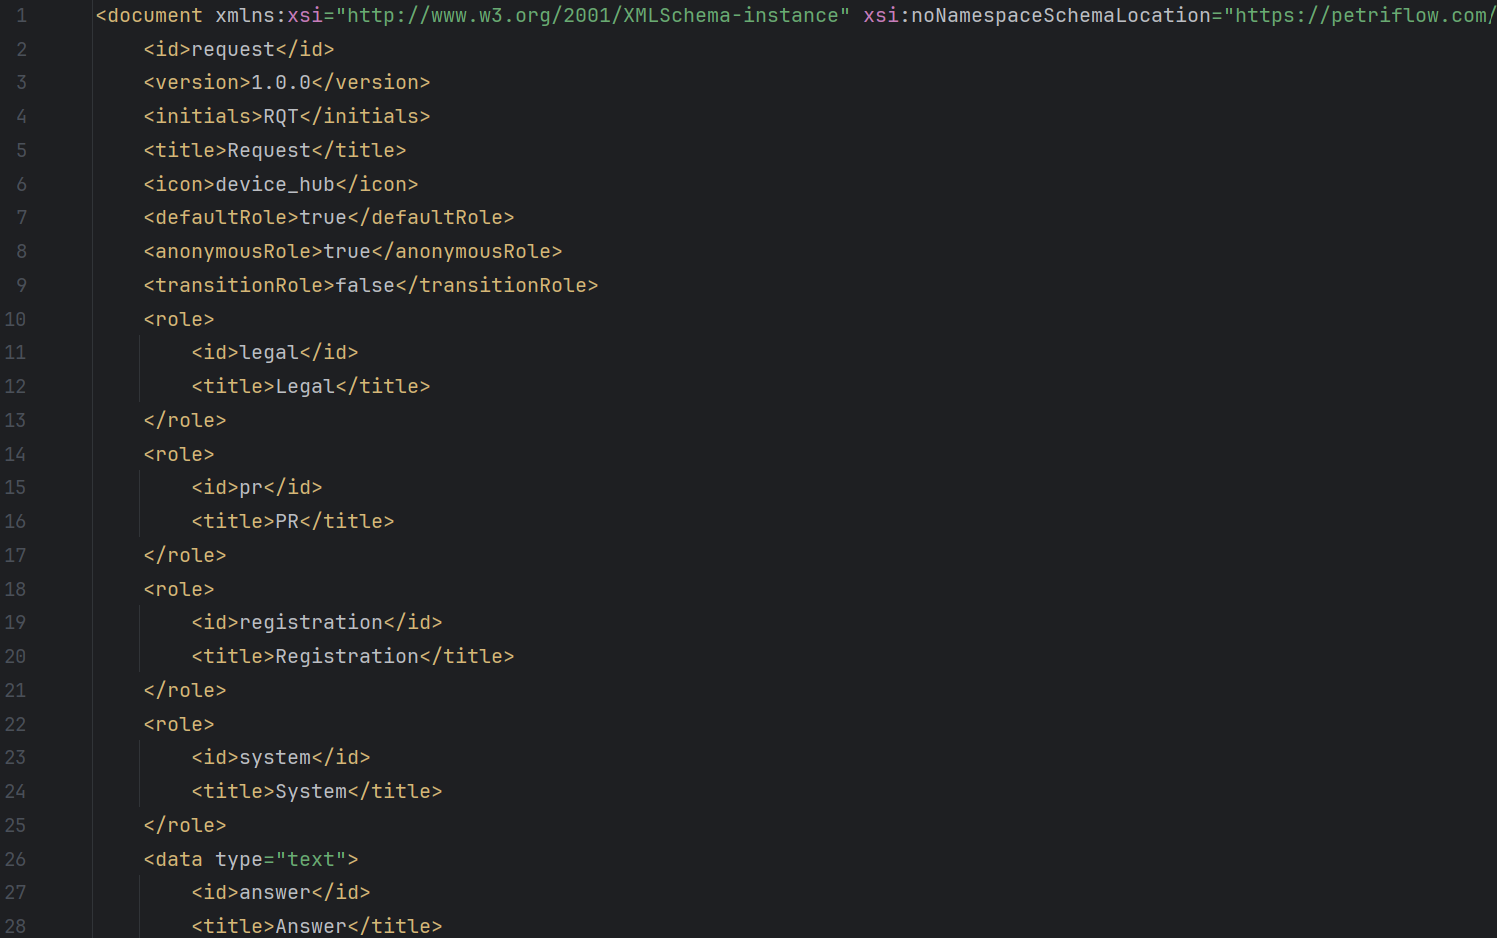 1 <document xmlns:xsi="http://www.w3.org/2001/XMLSchema-instance" xsi:noNamespaceSchemaLocation="https://petriflow.com/
2 <id>request</id>
3 <version>1.0.0</version>
4 <initials>RQT</initials>
5 <title>Request</title>
6 <icon>device_hub</icon>
7 <defaultRole>true</defaultRole>
8 <anonymousRole>true</anonymousRole>
9 <transitionRole>false</transitionRole>
10 <role>
11 <id>legal</id>
12 <title>Legal</title>
13 </role>
14 <role>
15 <id>pr</id>
16 <title>PR</title>
17 </role>
18 <role>
19 <id>registration</id>
20 <title>Registration</title>
21 </role>
22 <role>
23 <id>system</id>
24 <title>System</title>
25 </role>
26 <data type="text">
27 <id>answer</id>
28 <title>Answer</title>